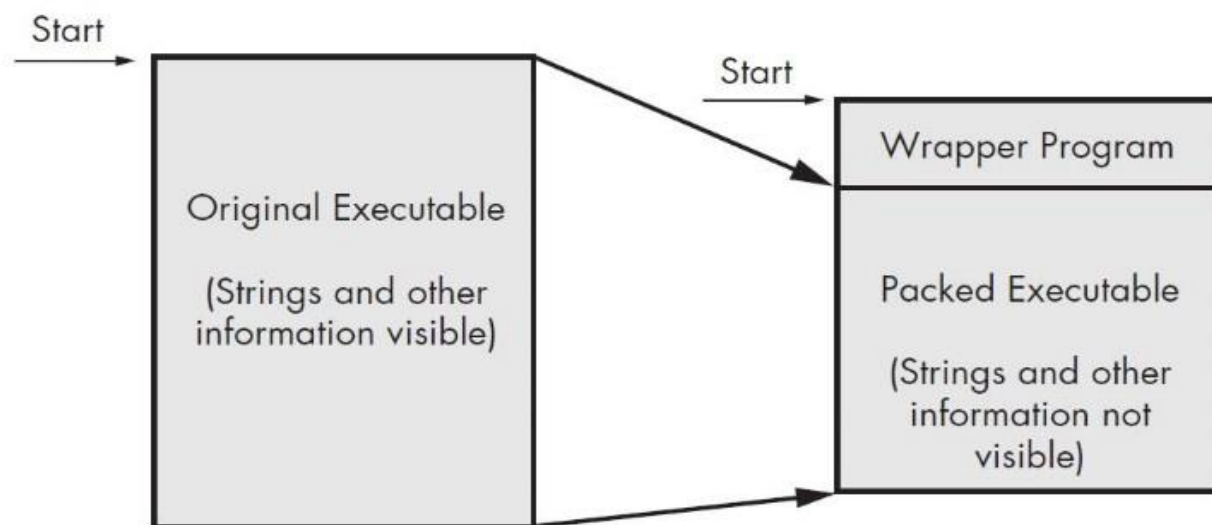 Start
Original Executable
(Strings and other
information visible)
Start
Wrapper Program
Packed Executable
(Strings and other
information not
visible)